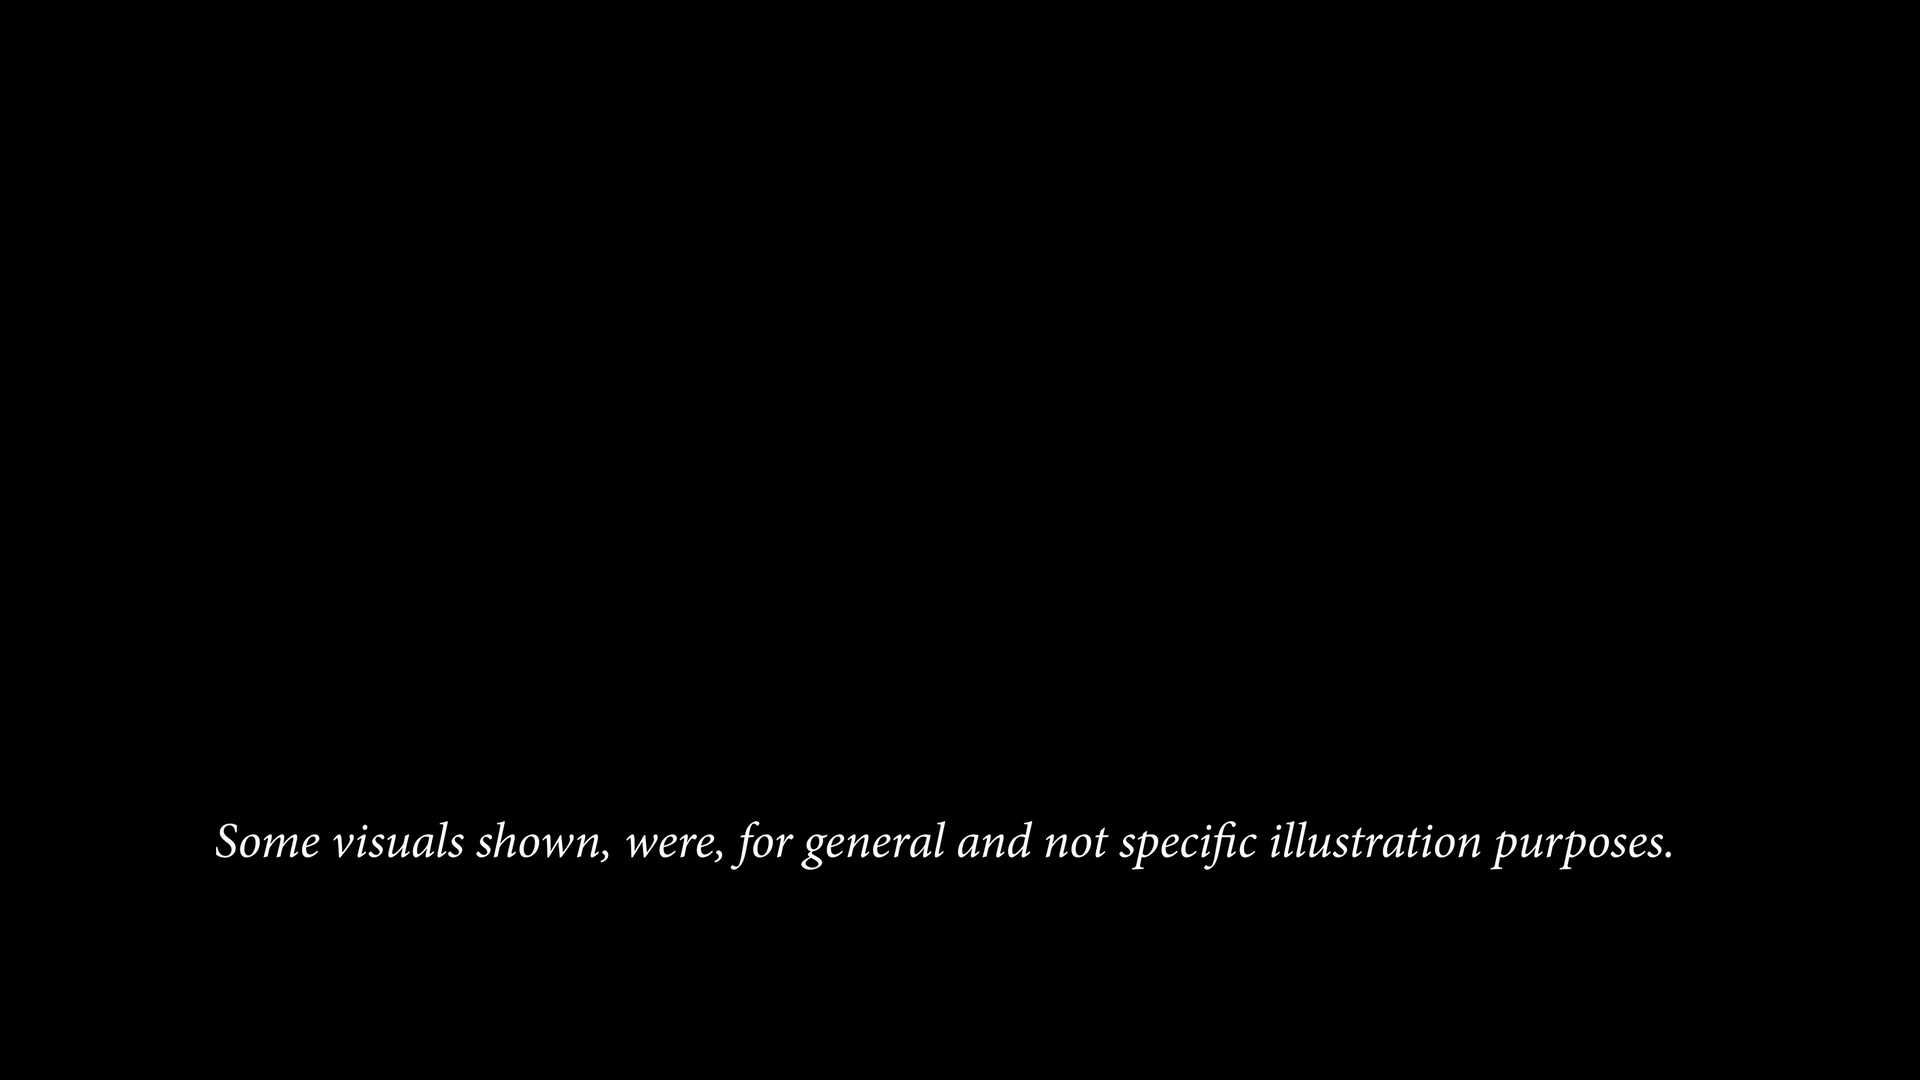 Some visuals shown, were, for general and not specific illustration purposes.